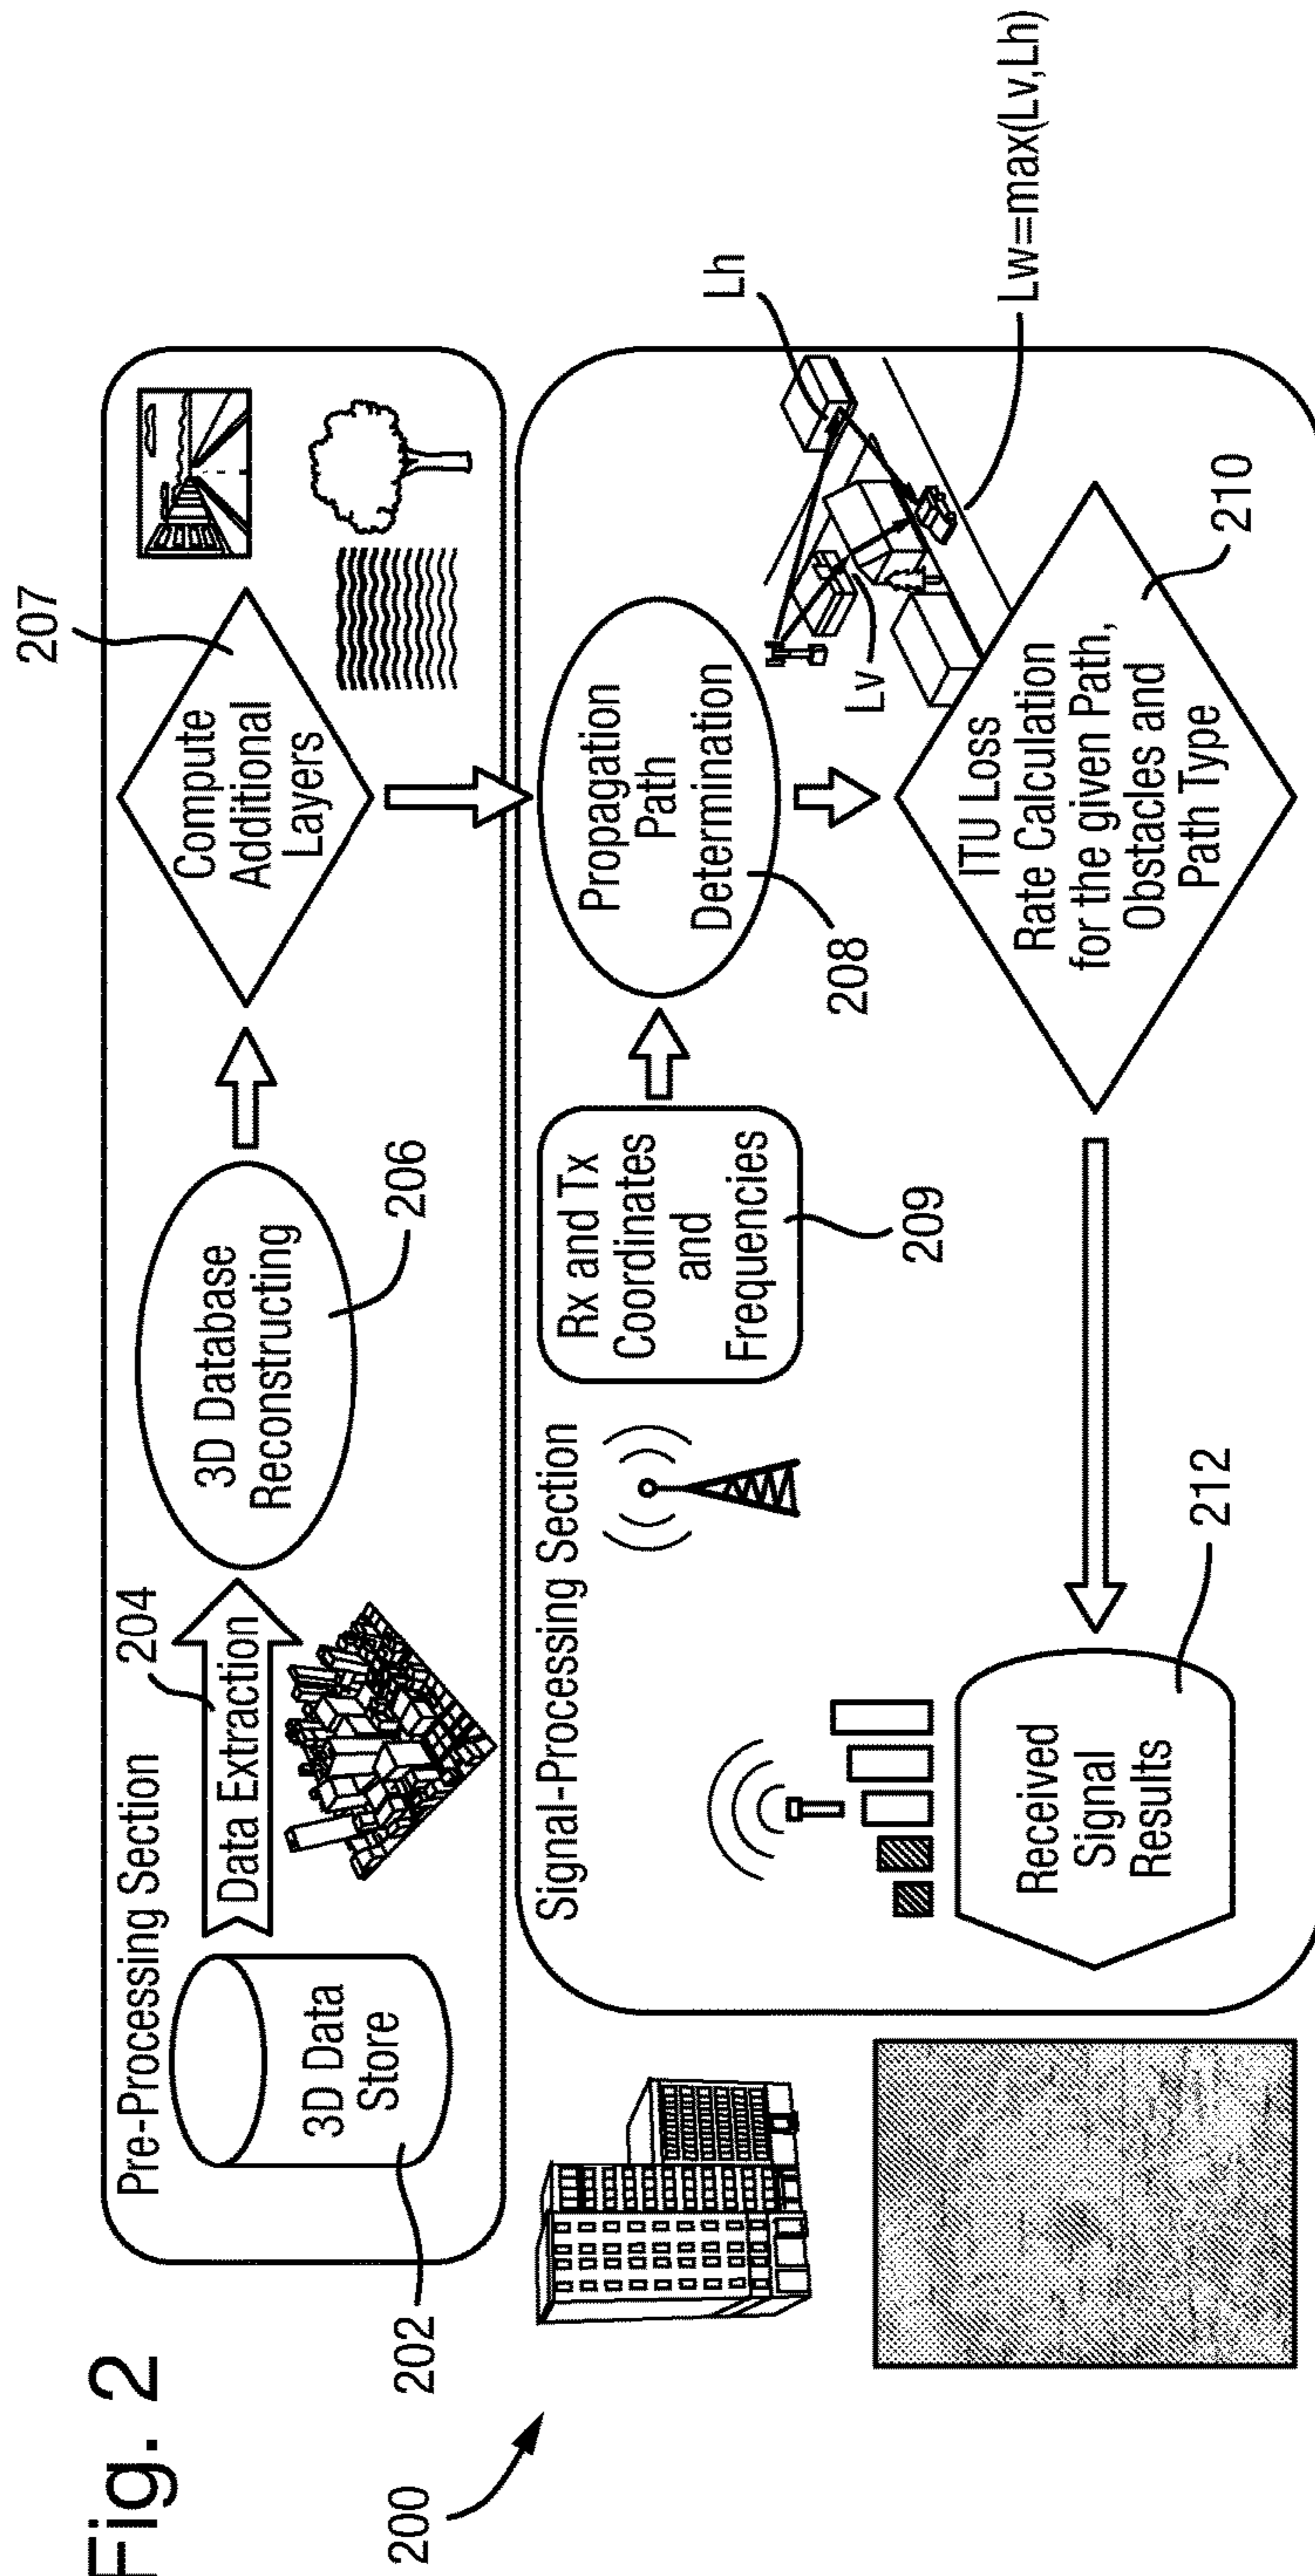 Fig. 2
200
Pre-Processing Section
3D Data
Store
202
204
Data Extraction
3D Database
Reconstructing
206
207
Compute
Additional
Layers
Signal-Processing Section
Rx and Tx
Coordinates
and
Frequencies
209
Propagation
Path
Determination
208
Lv
Lh
Lw=max(Lv,Lh)
ITU Loss
Rate Calculation
for the given Path,
Obstacles and
Path Type
210
Received
Signal
Results
212